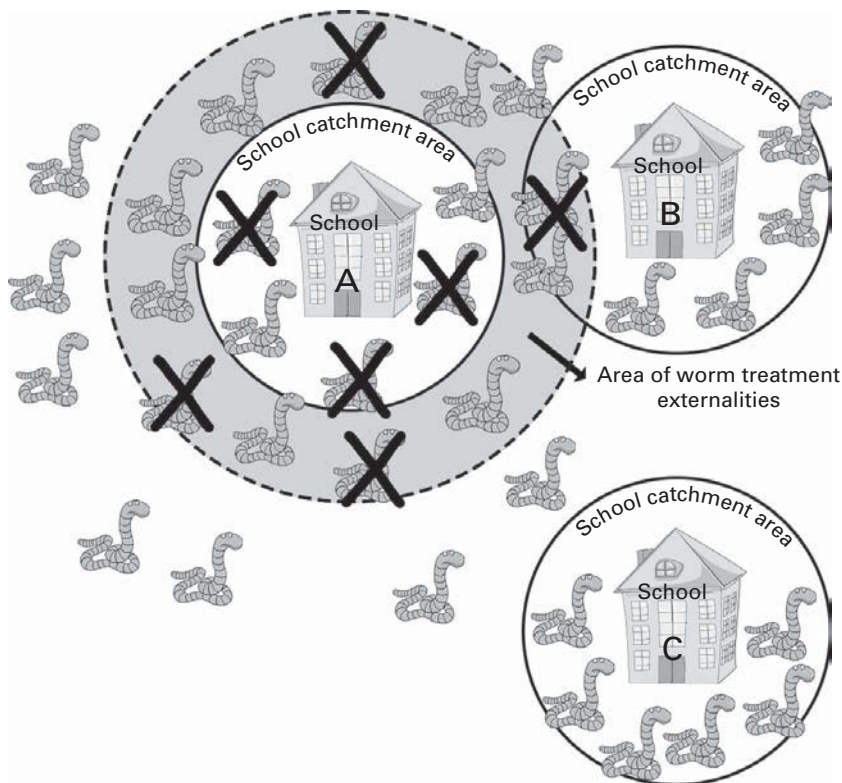 School catchment area
School
A
School catchment area
School
B
Area of worm treatment
externalities
School catchment area
School
C